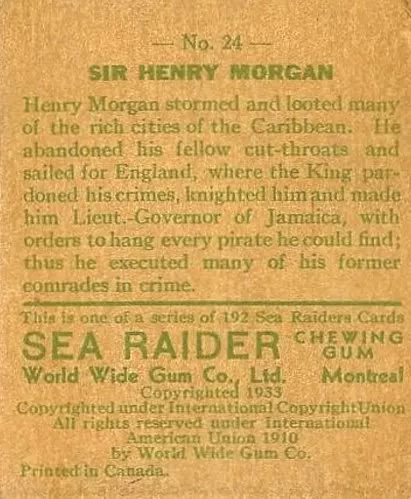 — No. 24 —
SIR HENRY MORGAN
Henry Morgan stormed and looted many
of the rich cities of the Caribbean. He
abandoned his fellow cut-throats and
sailed for England, where the King par-
doned his crimes, knighted him and made
him Lieut.-Governor of Jamaica, with
orders to hang every pirate he could find;
thus he executed many of his former
comrades in crime.
This is one of a series of 192 Sea Raiders Cards
SEA RAIDER CHEWING GUM
World Wide Gum Co., Ltd. Montreal
Copyrighted 1933
Copyrighted under International Copyright Union
All rights reserved under International
American Union 1910
by World Wide Gum Co.
Printed in Canada.